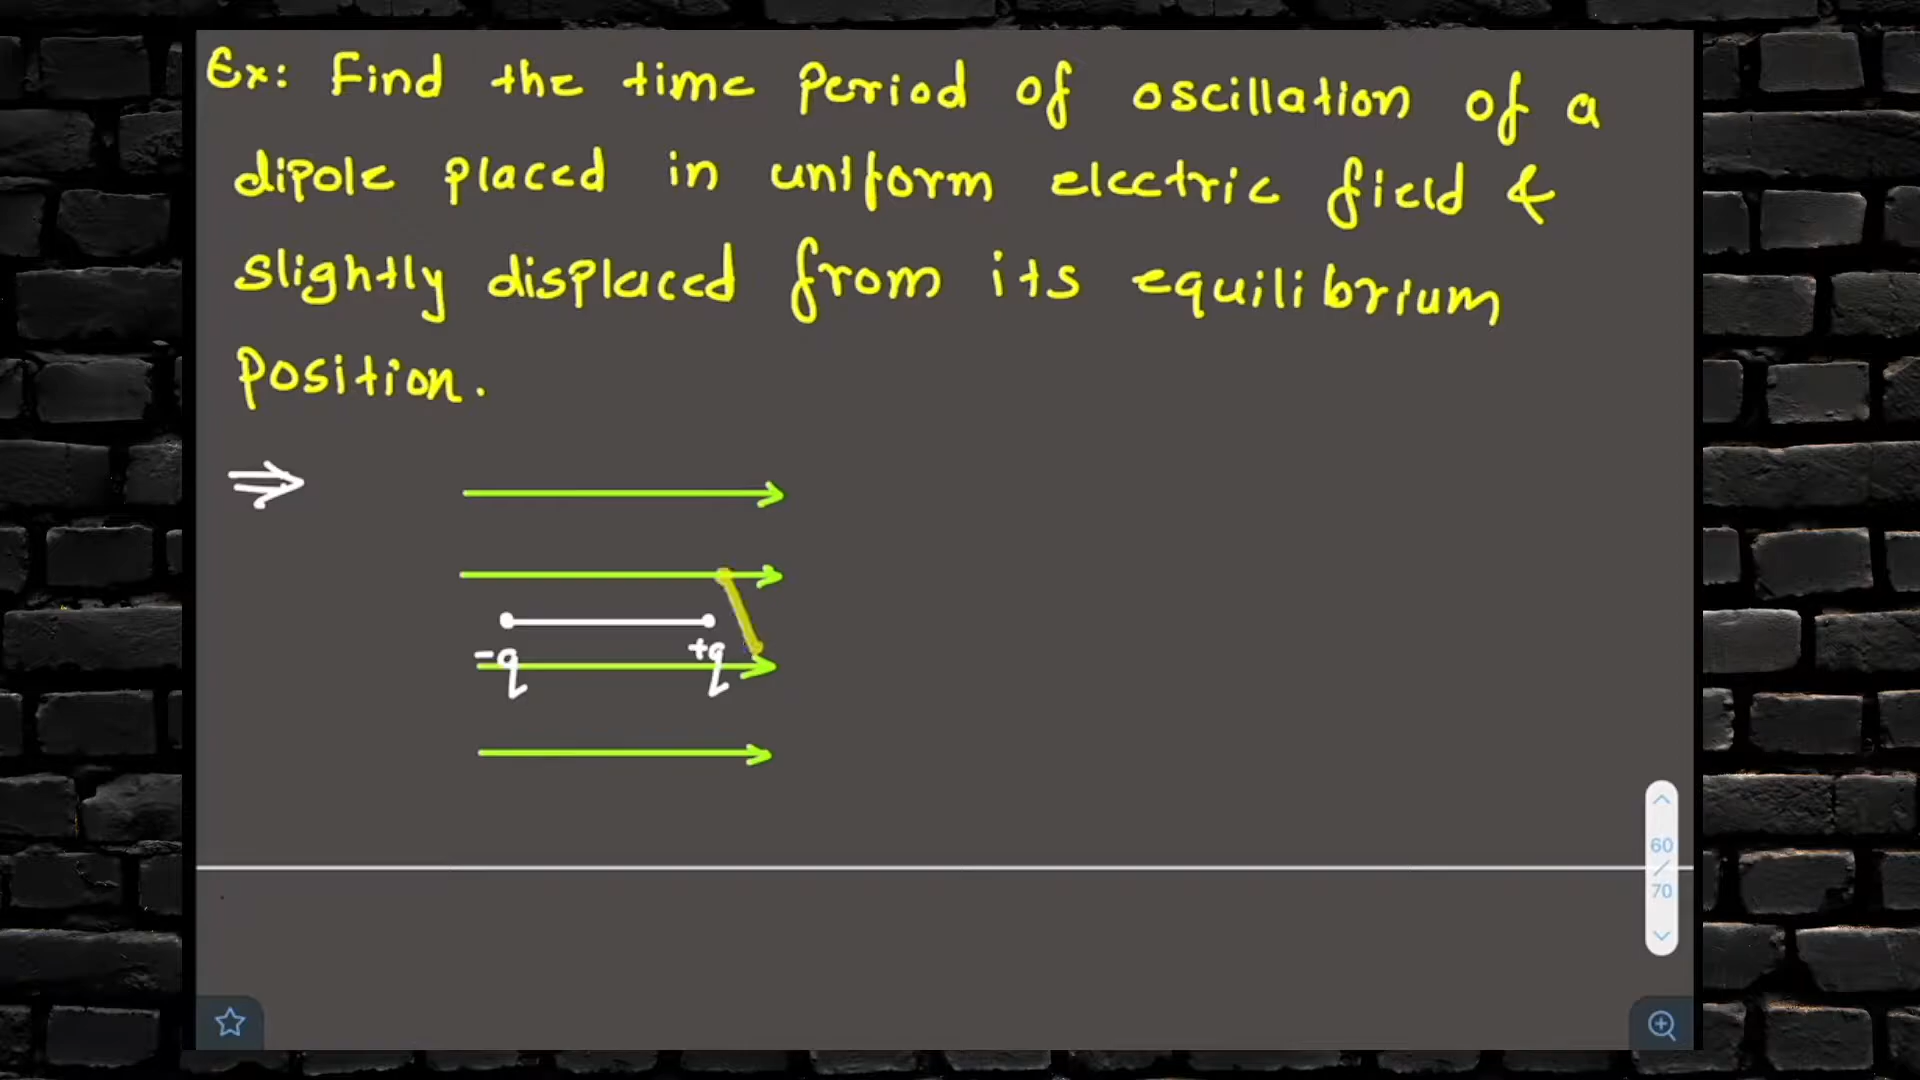 Ex: Find the time period of oscillation of a
dipole placed in uniform electric field &
slightly displaced from its equilibrium
position.
⇒
-q +q
60
/
70